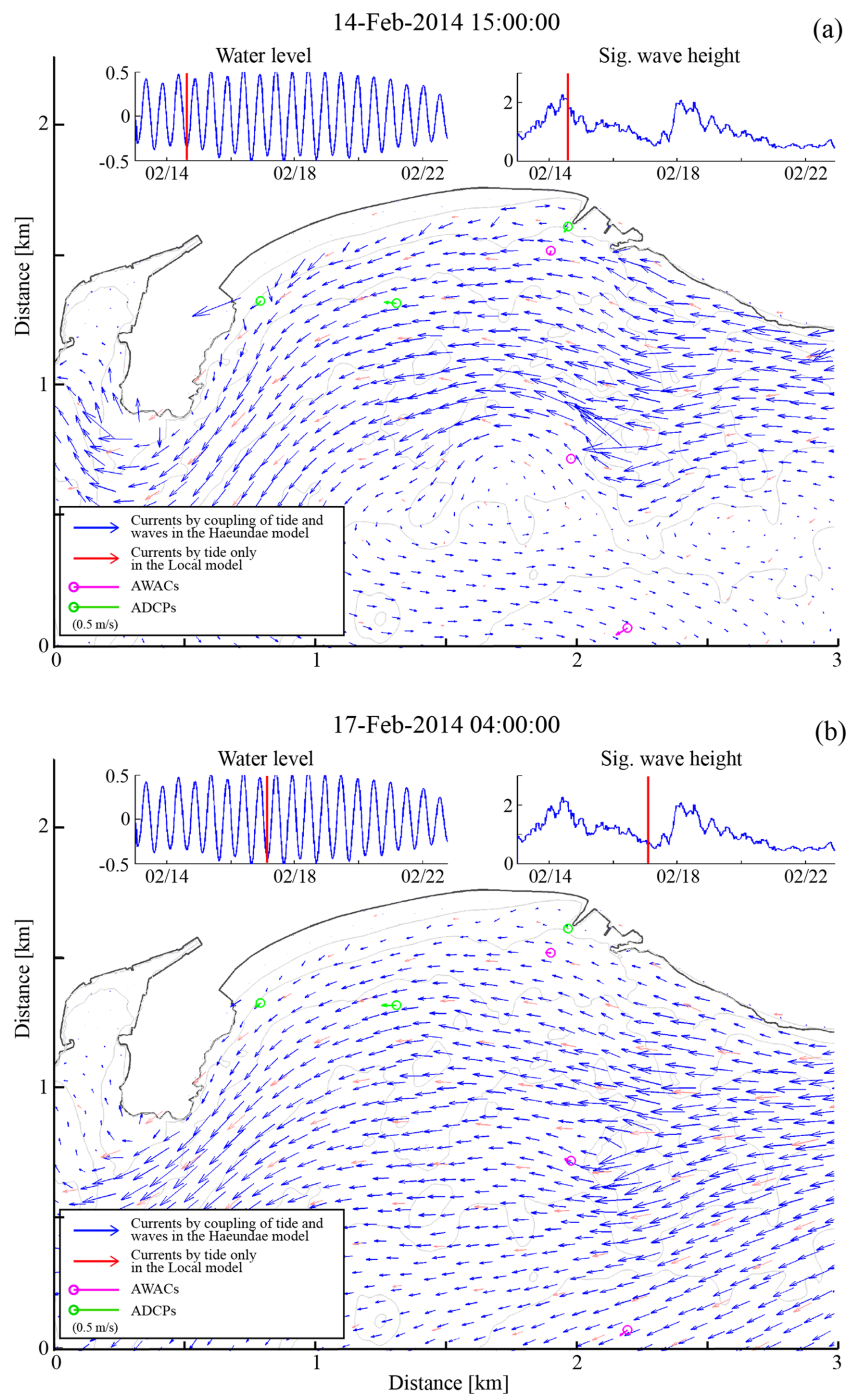 14-Feb-2014 15:00:00
(a)
Water level
Sig. wave height
0.5
0
-0.5
02/14
02/18
02/22
2
0
02/14
02/18
02/22
Distance [km]
2
1
0
Currents by coupling of tide and
waves in the Haeundae model
Currents by tide only
in the Local model
AWACs
ADCPs
(0.5 m/s)
0
1
2
3
17-Feb-2014 04:00:00
(b)
Water level
Sig. wave height
0.5
0
-0.5
02/14
02/18
02/22
2
0
02/14
02/18
02/22
Distance [km]
2
1
0
Currents by coupling of tide and
waves in the Haeundae model
Currents by tide only
in the Local model
AWACs
ADCPs
(0.5 m/s)
0
1
2
3
Distance [km]